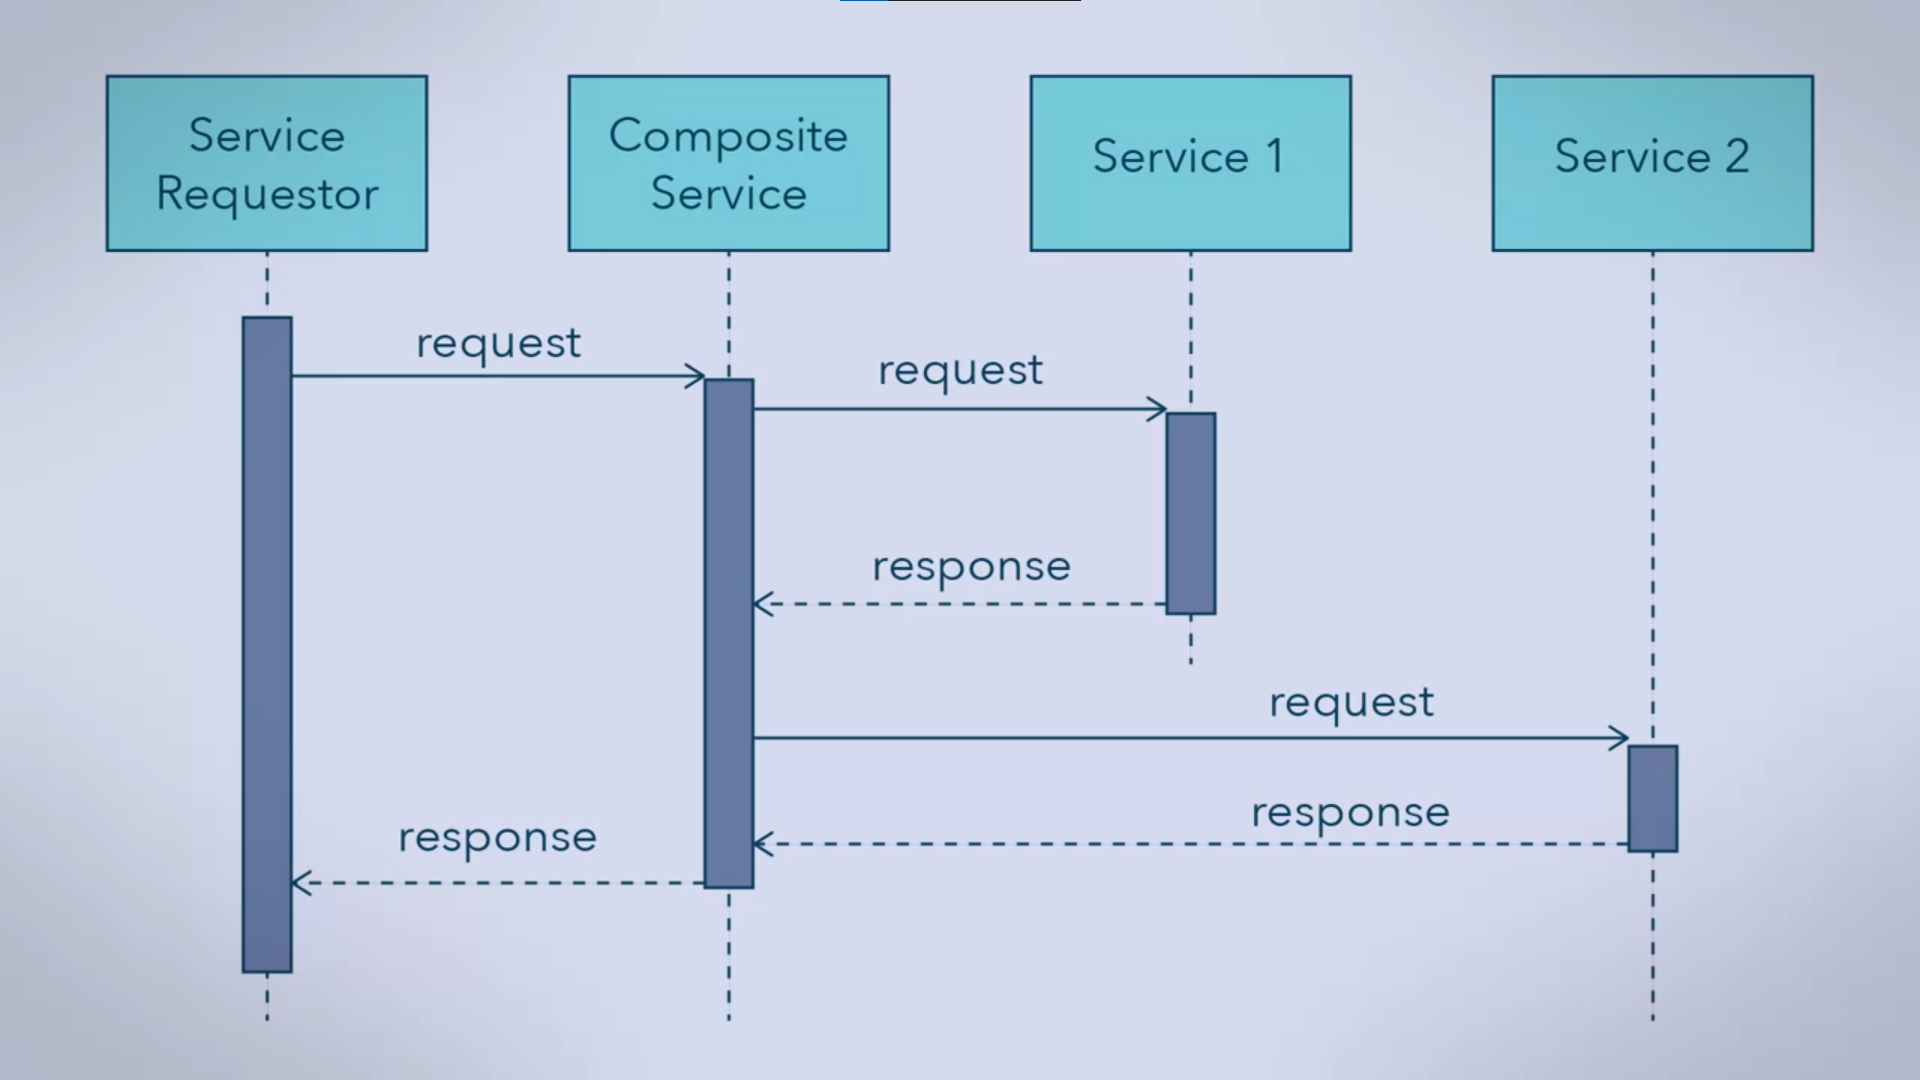 Service
Requestor
Composite
Service
Service 1
Service 2
request
request
response
request
response
response